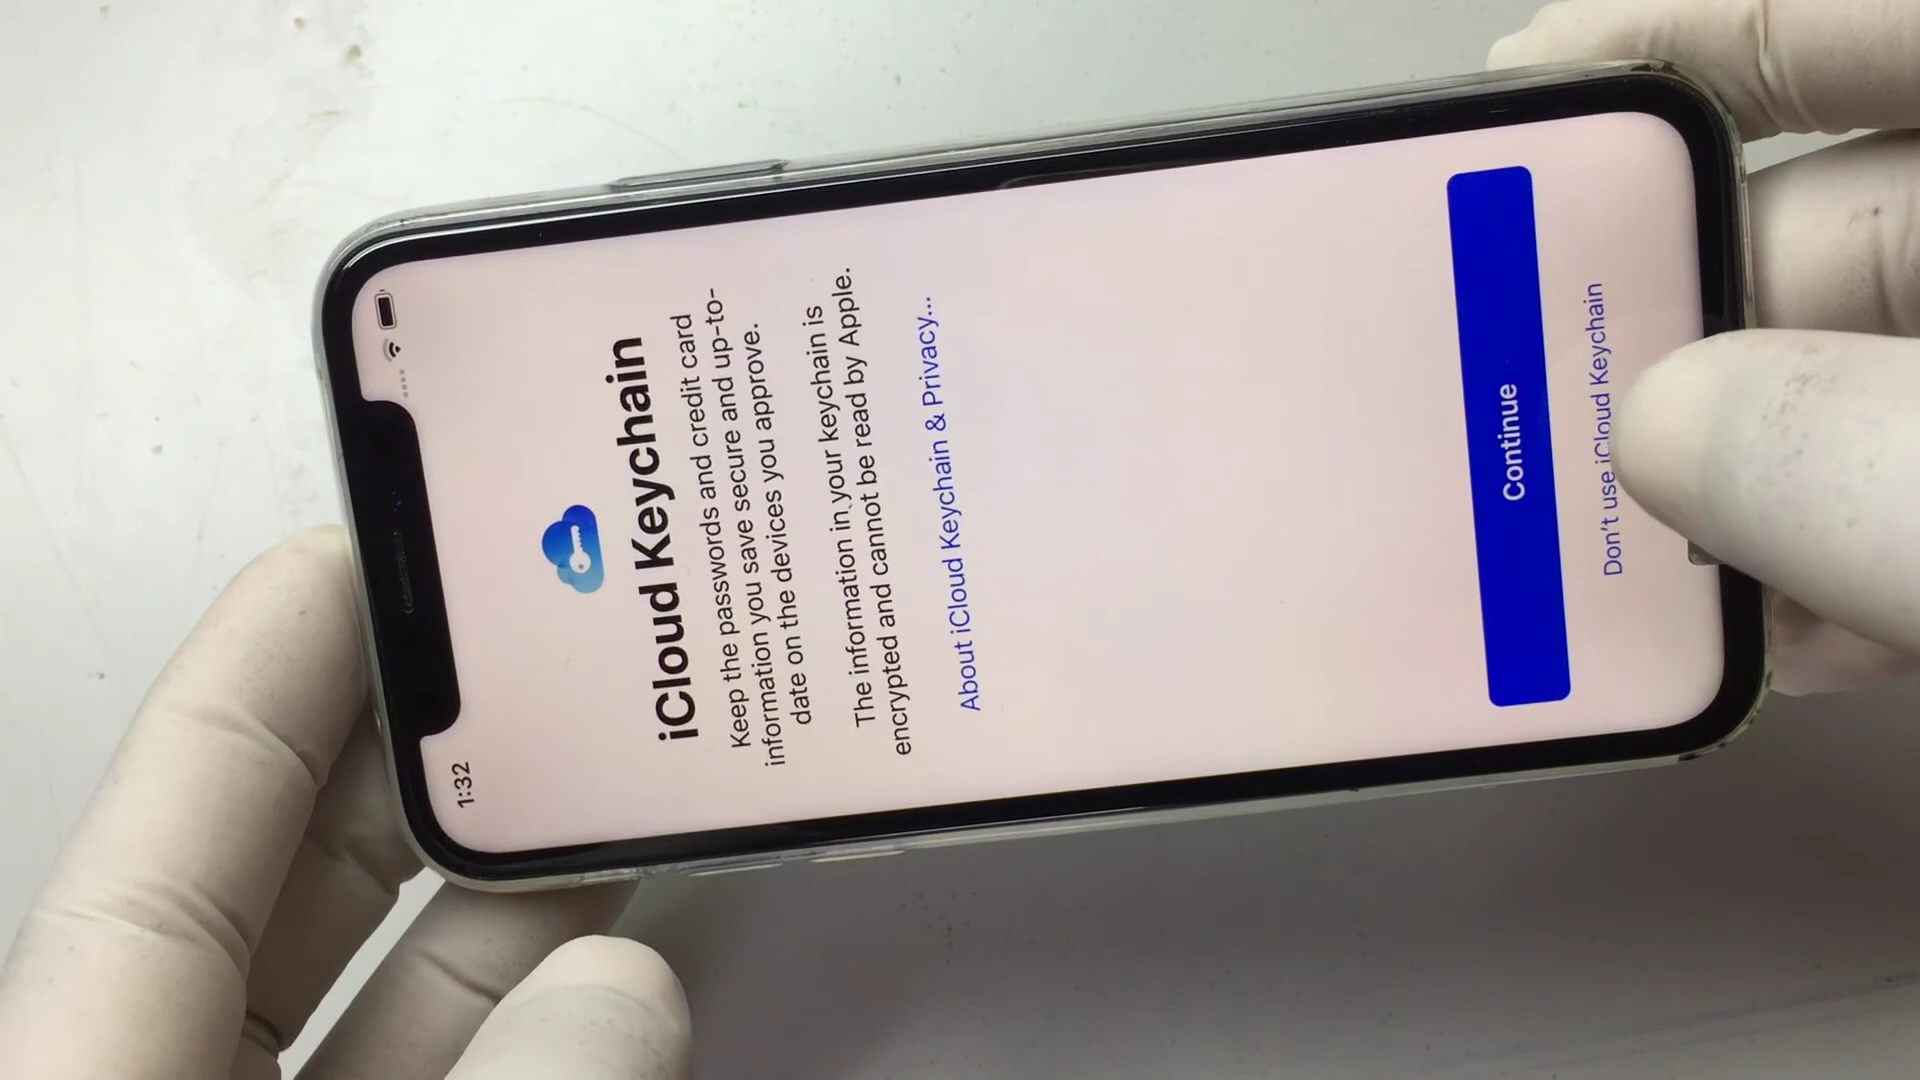 1:32
iCloud Keychain
Keep the passwords and credit card
information you save secure and up-to-
date on the devices you approve.
The information in your keychain is
encrypted and cannot be read by Apple.
About iCloud Keychain & Privacy...
Continue
Don't use iCloud Keychain